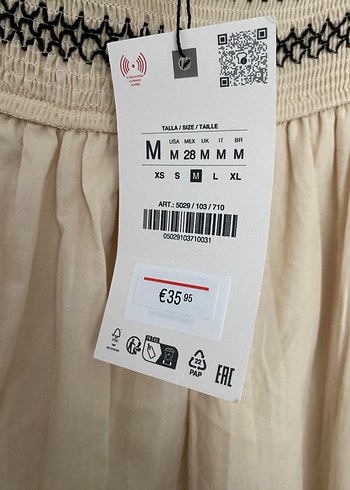 TALLA / SIZE / TAILLE
USA MEX UK IT BR
M M 28 M M M
XS S M L XL
ART.: 5029 / 103 / 710
05029103710031
€35 95
FSC
22
PAP
EAC